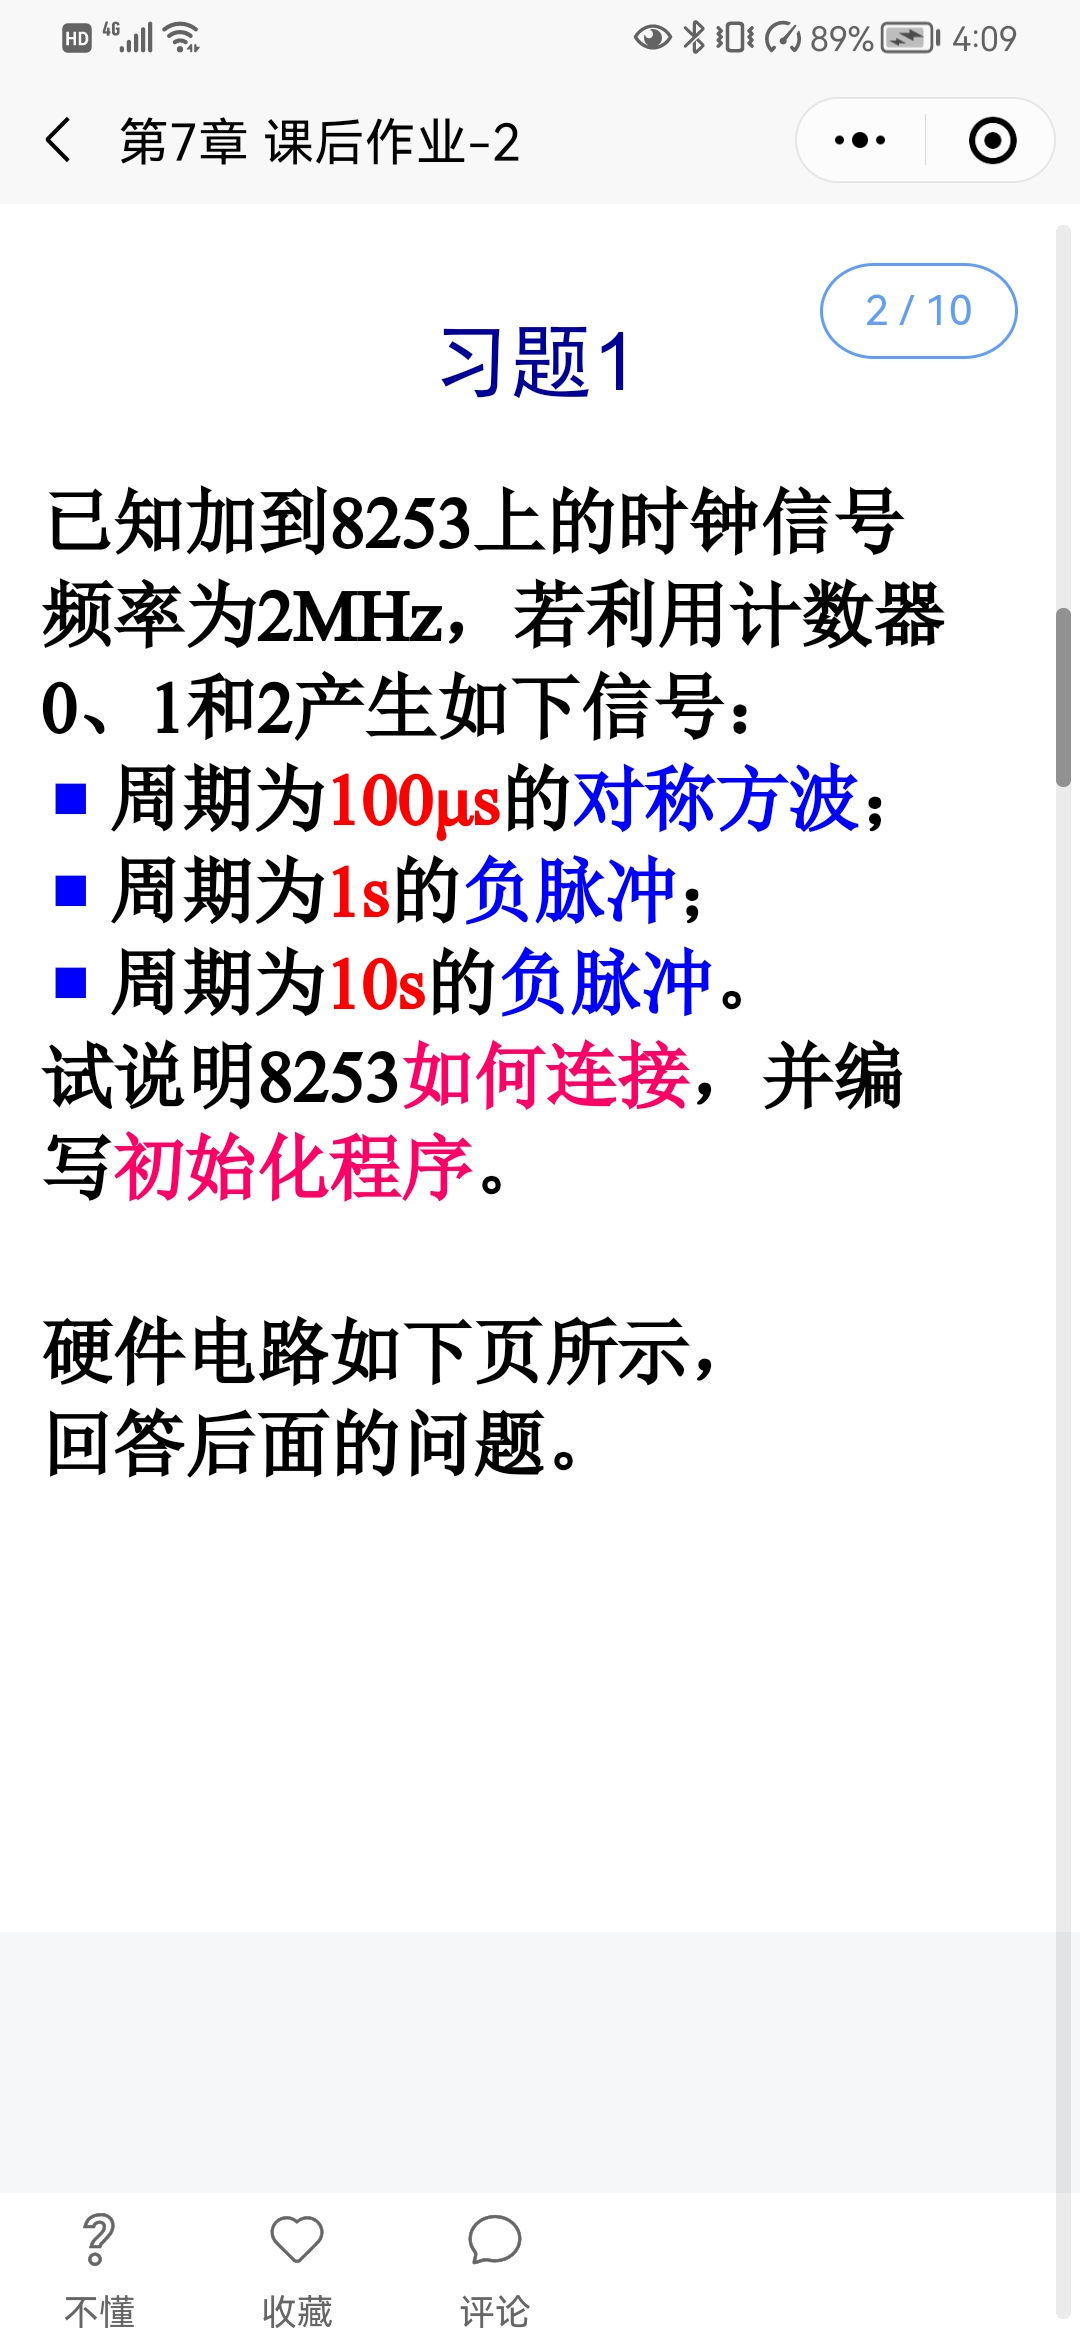 HD 4G 89% 4:09
第7章 课后作业-2
2 / 10
习题1
已知加到8253上的时钟信号
频率为2MHz，若利用计数器
0、1和2产生如下信号：
周期为100μs的对称方波；
周期为1s的负脉冲；
周期为10s的负脉冲。
试说明8253如何连接，并编
写初始化程序。
硬件电路如下页所示，
回答后面的问题。
不懂 收藏 评论